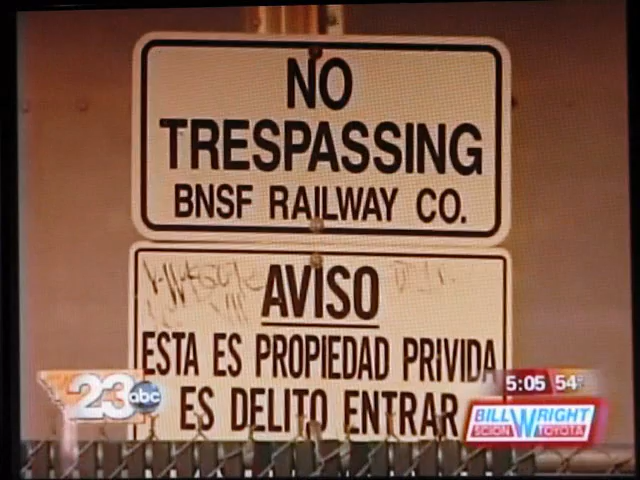 NO
TRESPASSING
BNSF RAILWAY CO.
AVISO
ESTA ES PROPIEDAD PRIVIDA
ES DELITO ENTRAR
23 abc
5:05 54°
BILL WRIGHT
SCION TOYOTA